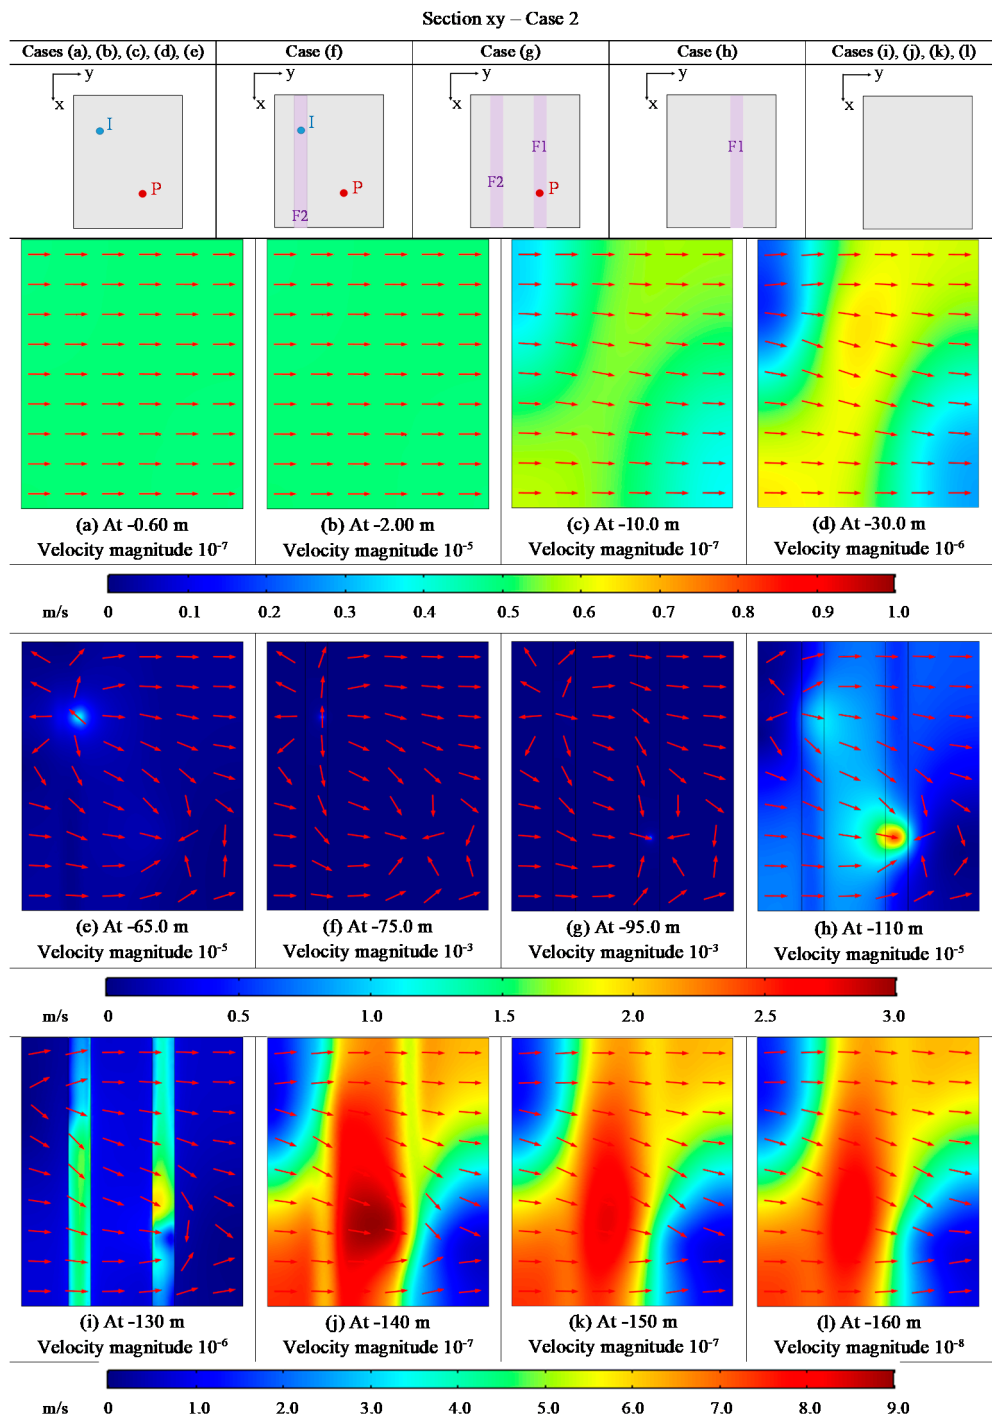 Section xy – Case 2
Cases (a), (b), (c), (d), (e) Case (f) Case (g) Case (h) Cases (i), (j), (k), (l)
y y y y y
x x x x x
I I
F1 F1
F2
P P P
F2
(a) At -0.60 m (b) At -2.00 m (c) At -10.0 m (d) At -30.0 m
Velocity magnitude 10-7 Velocity magnitude 10-5 Velocity magnitude 10-7 Velocity magnitude 10-6
m/s 0 0.1 0.2 0.3 0.4 0.5 0.6 0.7 0.8 0.9 1.0
(e) At -65.0 m (f) At -75.0 m (g) At -95.0 m (h) At -110 m
Velocity magnitude 10-5 Velocity magnitude 10-3 Velocity magnitude 10-3 Velocity magnitude 10-5
m/s 0 0.5 1.0 1.5 2.0 2.5 3.0
(i) At -130 m (j) At -140 m (k) At -150 m (l) At -160 m
Velocity magnitude 10-6 Velocity magnitude 10-7 Velocity magnitude 10-7 Velocity magnitude 10-8
m/s 0 1.0 2.0 3.0 4.0 5.0 6.0 7.0 8.0 9.0